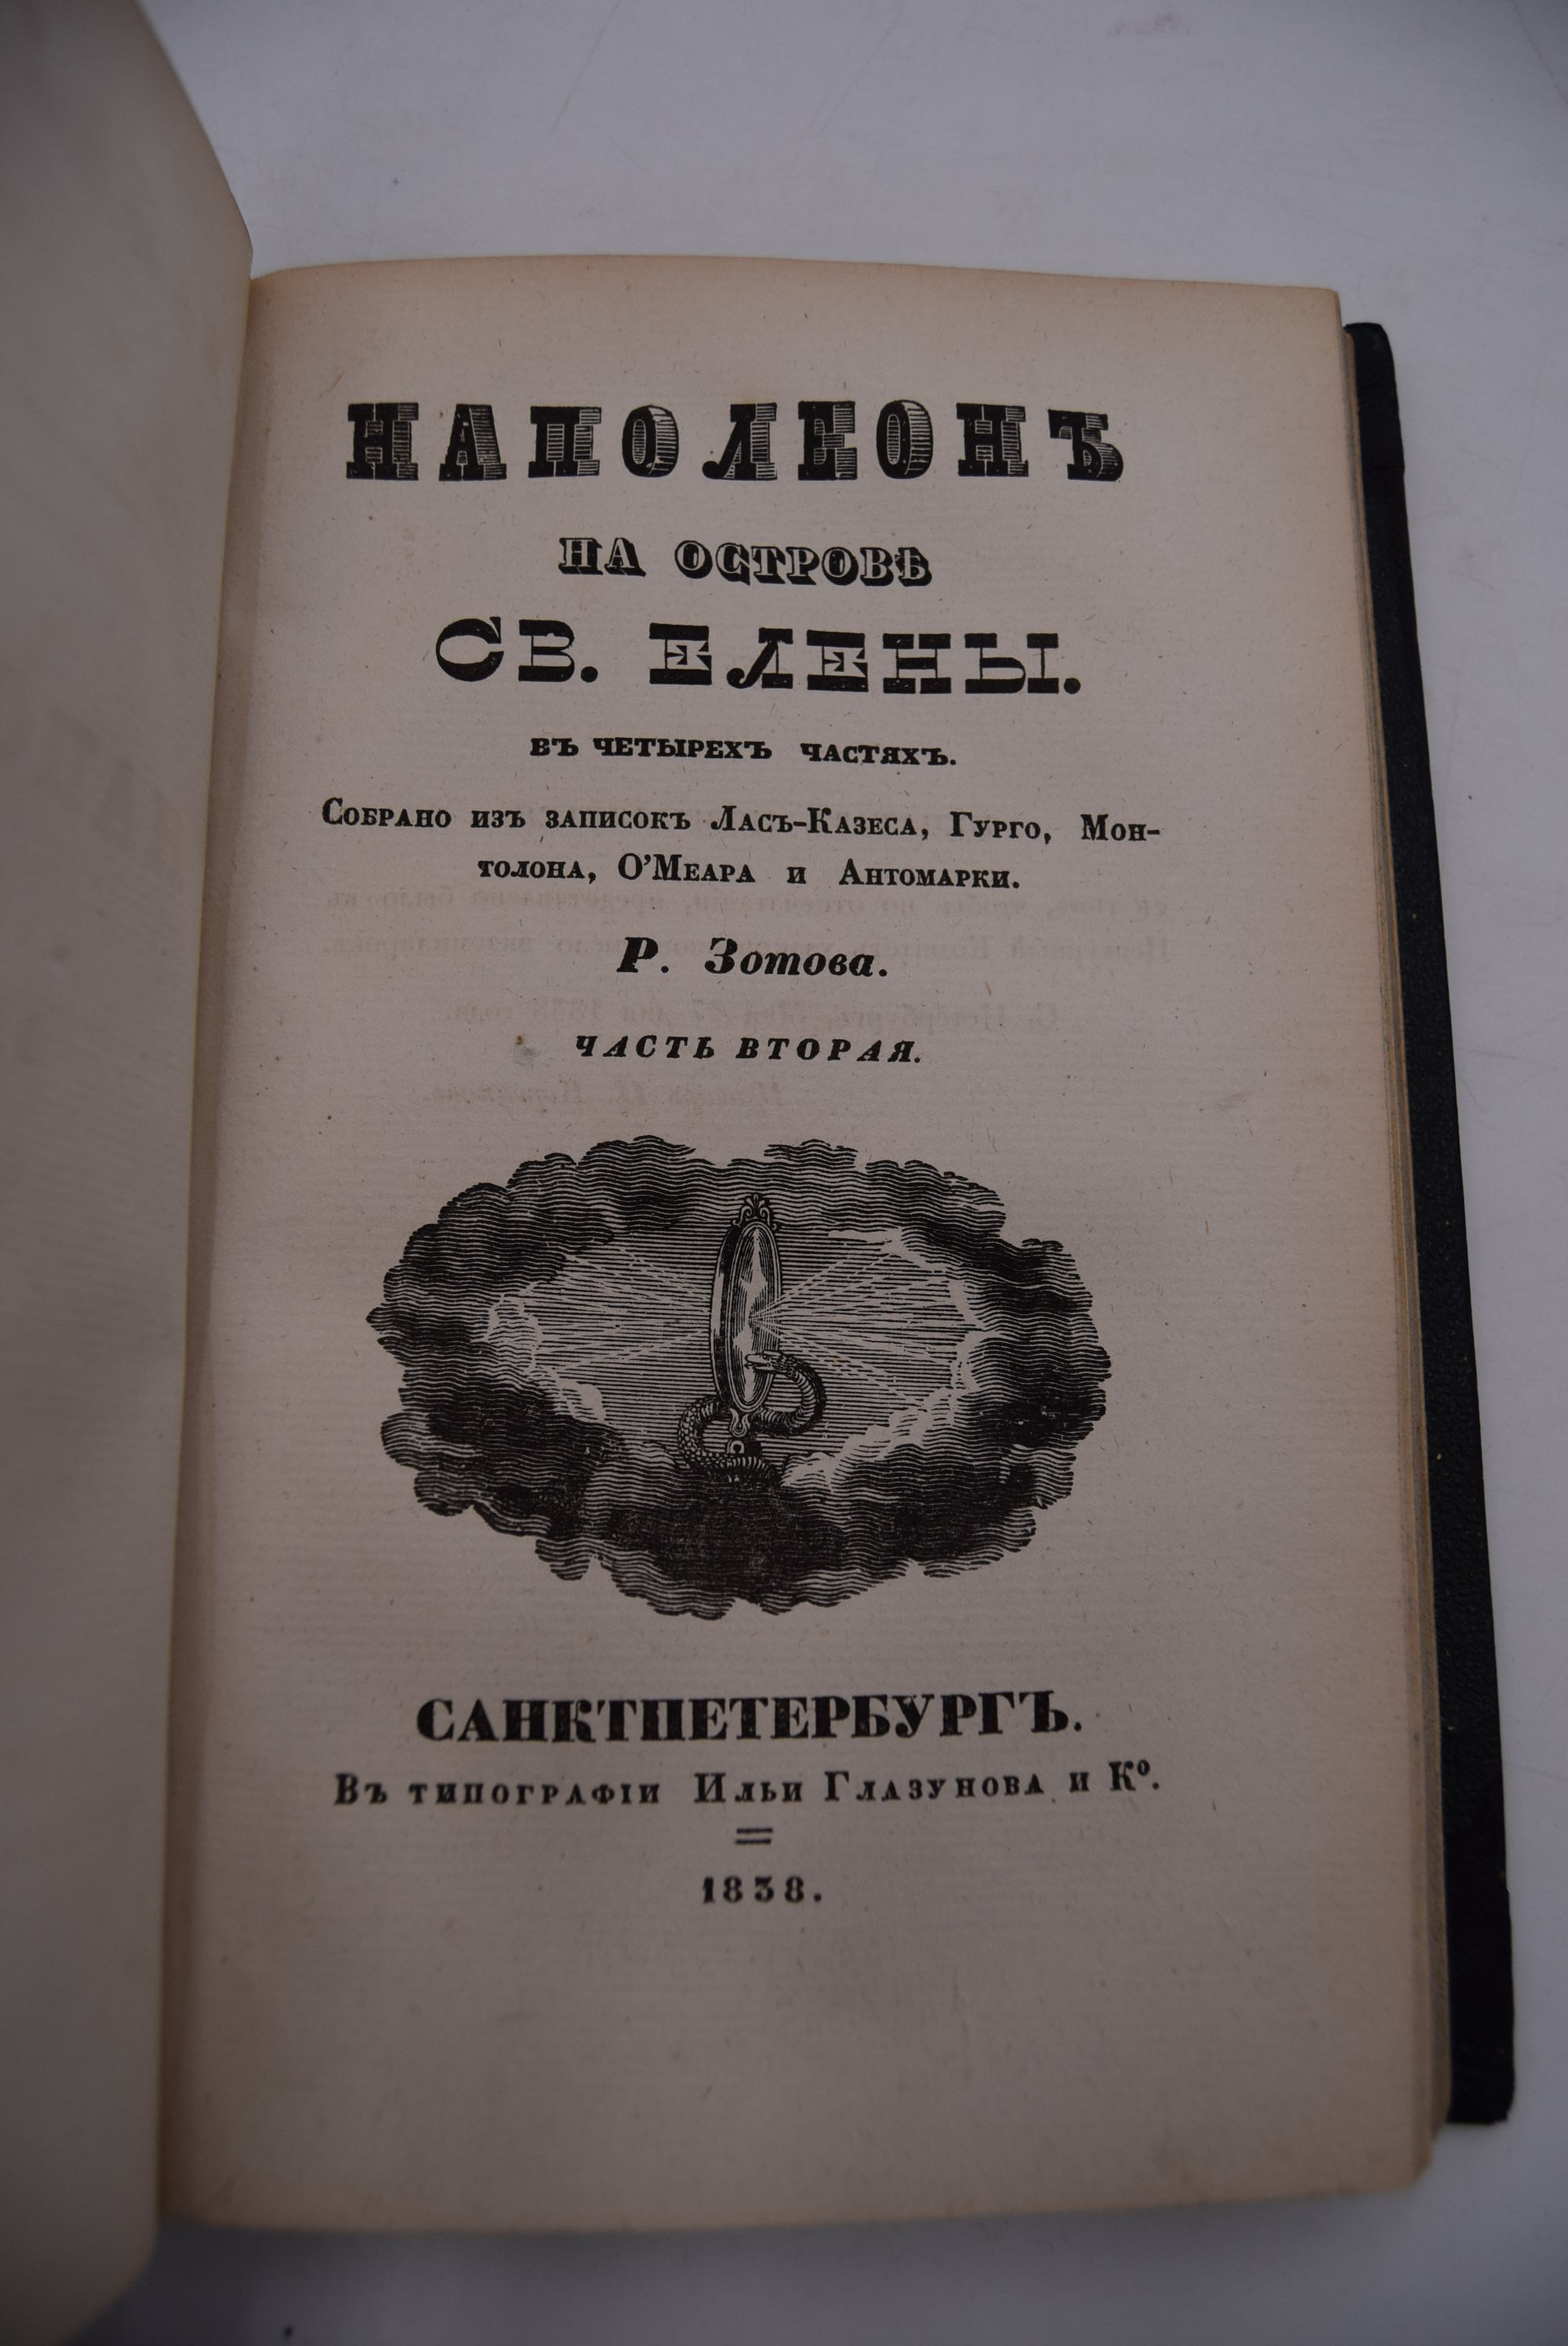 НАПОЛЕОНЪ
НА ОСТРОВѢ
СВ. ЕЛЕНЫ.
ВЪ ЧЕТЫРЕХЪ ЧАСТЯХЪ.
Собрано изъ записокъ Ласъ-Казеса, Гурго, Мон-
толона, О’Меара и Антомарки.
Р. Зотова.
ЧАСТЬ ВТОРАЯ.
САНКТПЕТЕРБУРГЪ.
Въ типографіи Ильи Глазунова и Кº.
1838.